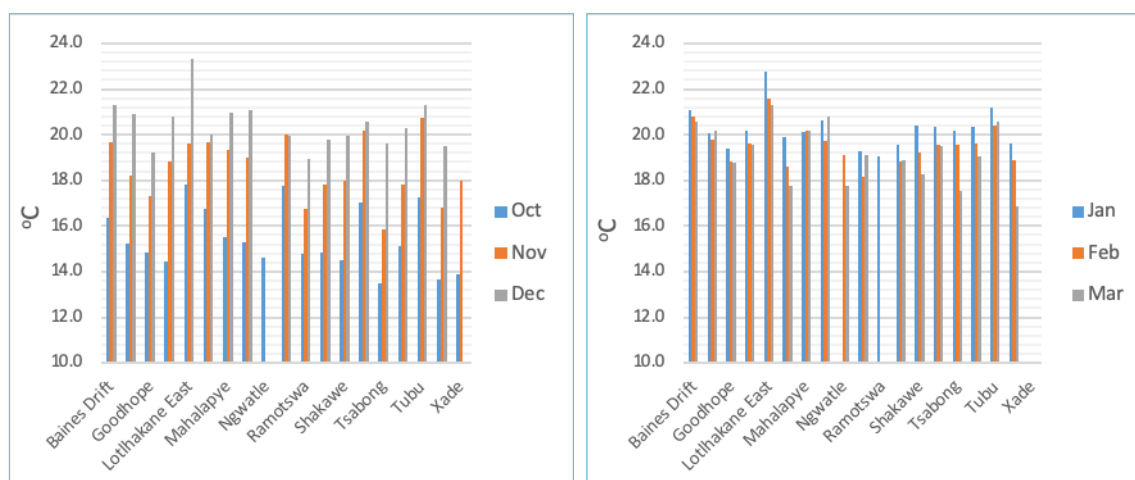 24.0
22.0
20.0
18.0
16.0
14.0
12.0
10.0
ºC
Baines Drift
Goodhope
Lotlhakane East
Mahalapye
Ngwatle
Ramotswa
Shakawe
Tsabong
Tubu
Xade
Oct
Nov
Dec
24.0
22.0
20.0
18.0
16.0
14.0
12.0
10.0
ºC
Baines Drift
Goodhope
Lotlhakane East
Mahalapye
Ngwatle
Ramotswa
Shakawe
Tsabong
Tubu
Xade
Jan
Feb
Mar